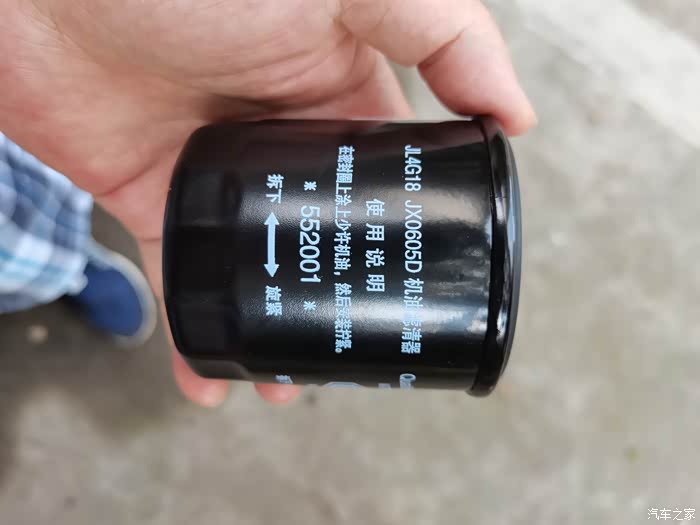 JL4G18 JX0605D 机油滤清器
使用说明
在密封圈上涂上少许机油，然后安装拧紧。
* 552001 *
拆下 ⟷ 旋紧
汽车之家